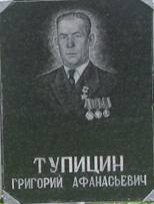 ТУПИЦИН
ГРИГОРИЙ АФАНАСЬЕВИЧ